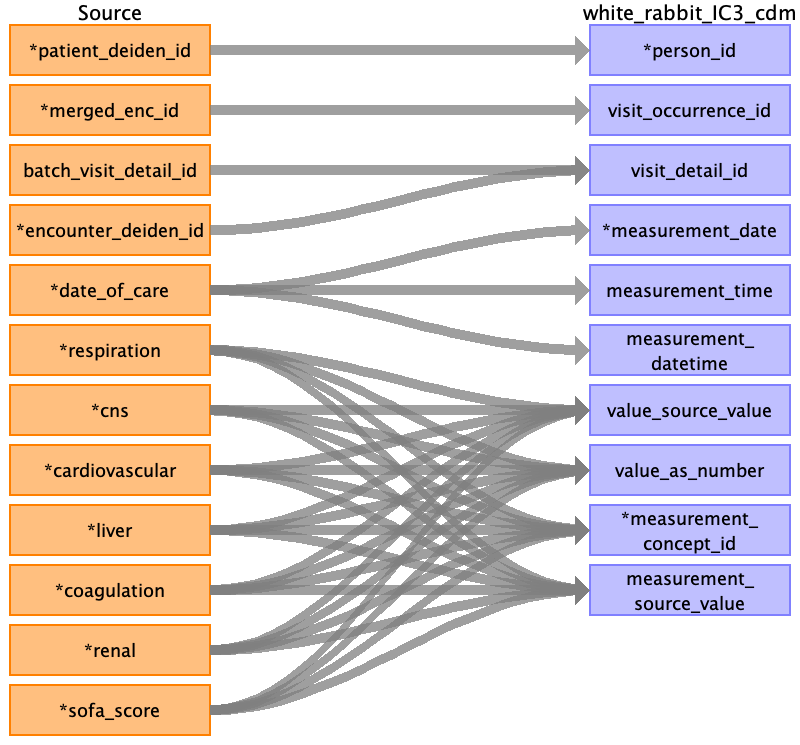 Source
white_rabbit_IC3_cdm
*patient_deiden_id
*person_id
*merged_enc_id
visit_occurrence_id
batch_visit_detail_id
visit_detail_id
*encounter_deiden_id
*measurement_date
*date_of_care
measurement_time
*respiration
measurement_
datetime
*cns
value_source_value
*cardiovascular
value_as_number
*liver
*measurement_
concept_id
*coagulation
measurement_
source_value
*renal
*sofa_score